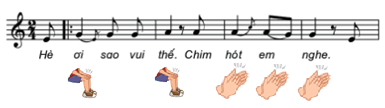 Hè ơi sao vui thế. Chim hót em nghe.